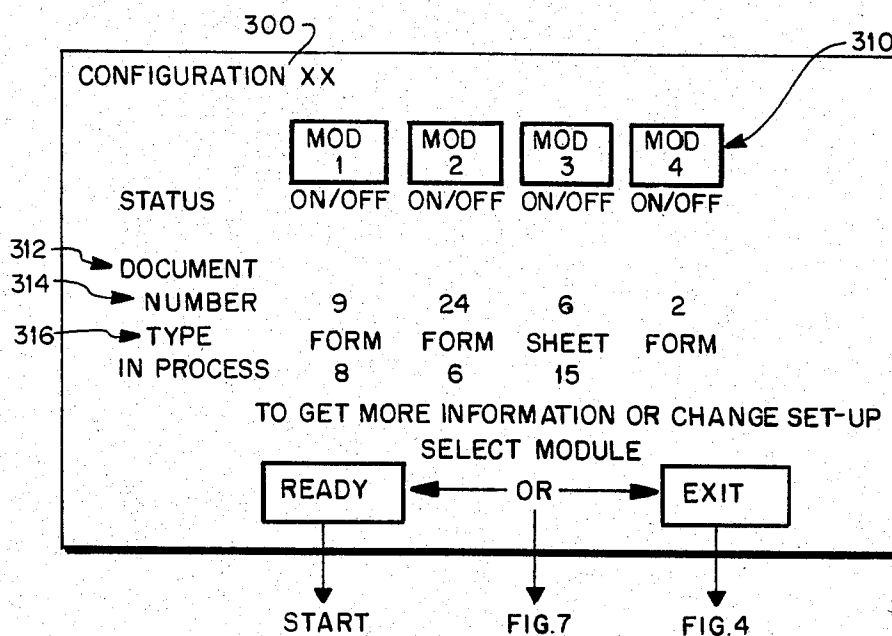 300
310
CONFIGURATION XX
MOD 1 MOD 2 MOD 3 MOD 4
STATUS ON/OFF ON/OFF ON/OFF ON/OFF
312 DOCUMENT
314 NUMBER 9 24 6 2
316 TYPE FORM FORM SHEET FORM
IN PROCESS 8 6 15
TO GET MORE INFORMATION OR CHANGE SET-UP
SELECT MODULE
READY OR EXIT
START FIG.7 FIG.4